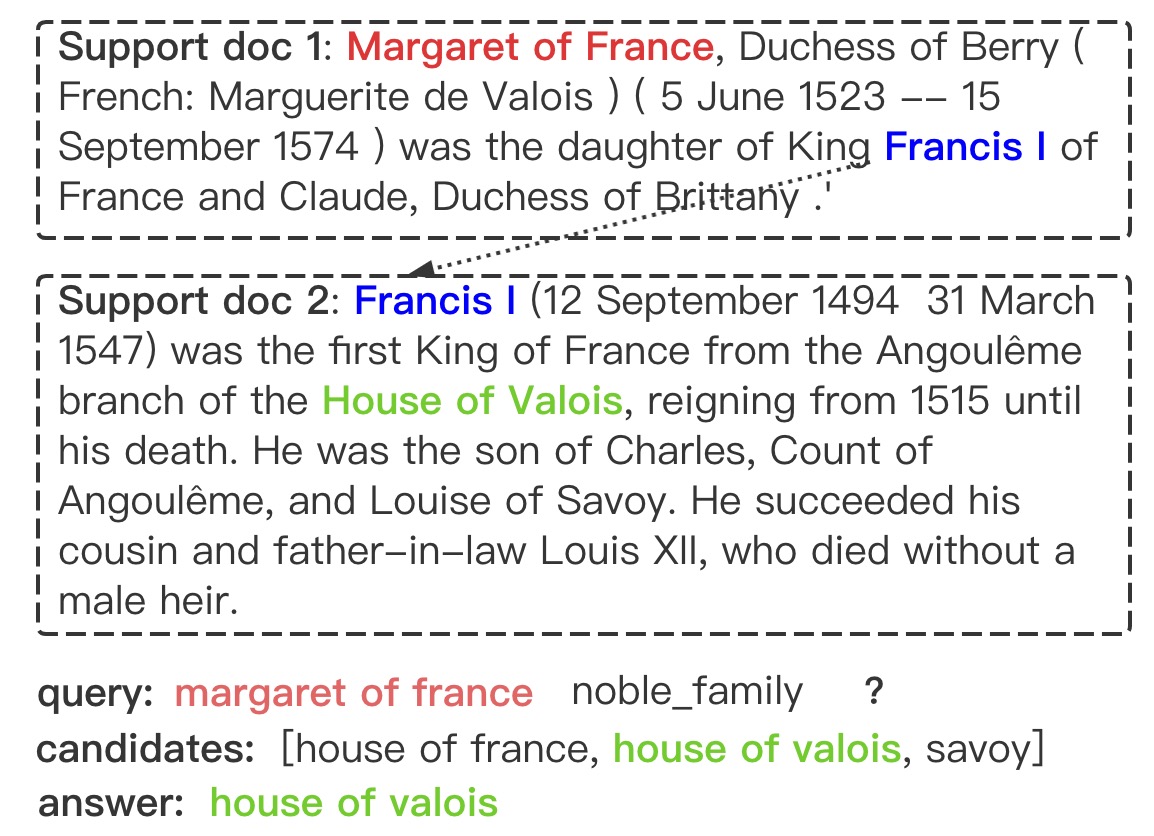 Support doc 1: Margaret of France, Duchess of Berry (
French: Marguerite de Valois ) ( 5 June 1523 –– 15
September 1574 ) was the daughter of King Francis I of
France and Claude, Duchess of Brittany .'
Support doc 2: Francis I (12 September 1494  31 March
1547) was the first King of France from the Angoulême
branch of the House of Valois, reigning from 1515 until
his death. He was the son of Charles, Count of
Angoulême, and Louise of Savoy. He succeeded his
cousin and father–in–law Louis XII, who died without a
male heir.
query: margaret of france noble_family ?
candidates: [house of france, house of valois, savoy]
answer: house of valois